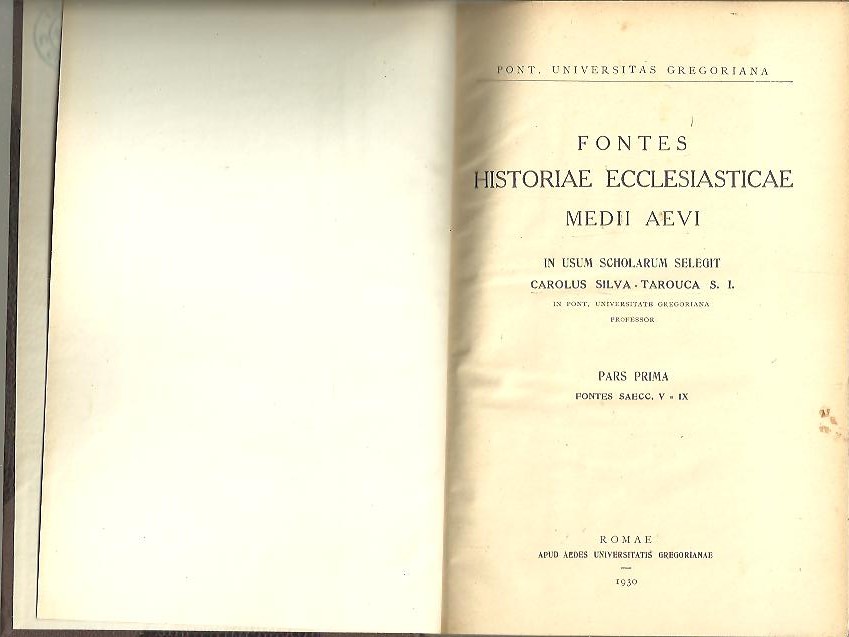 PONT. UNIVERSITAS GREGORIANA
FONTES
HISTORIAE ECCLESIASTICAE
MEDII AEVI
IN USUM SCHOLARUM SELEGIT
CAROLUS SILVA-TAROUCA S. I.
IN PONT. UNIVERSITATE GREGORIANA
PROFESSOR
PARS PRIMA
FONTES SAECC. V - IX
ROMAE
APUD AEDES UNIVERSITATIS GREGORIANAE
1930